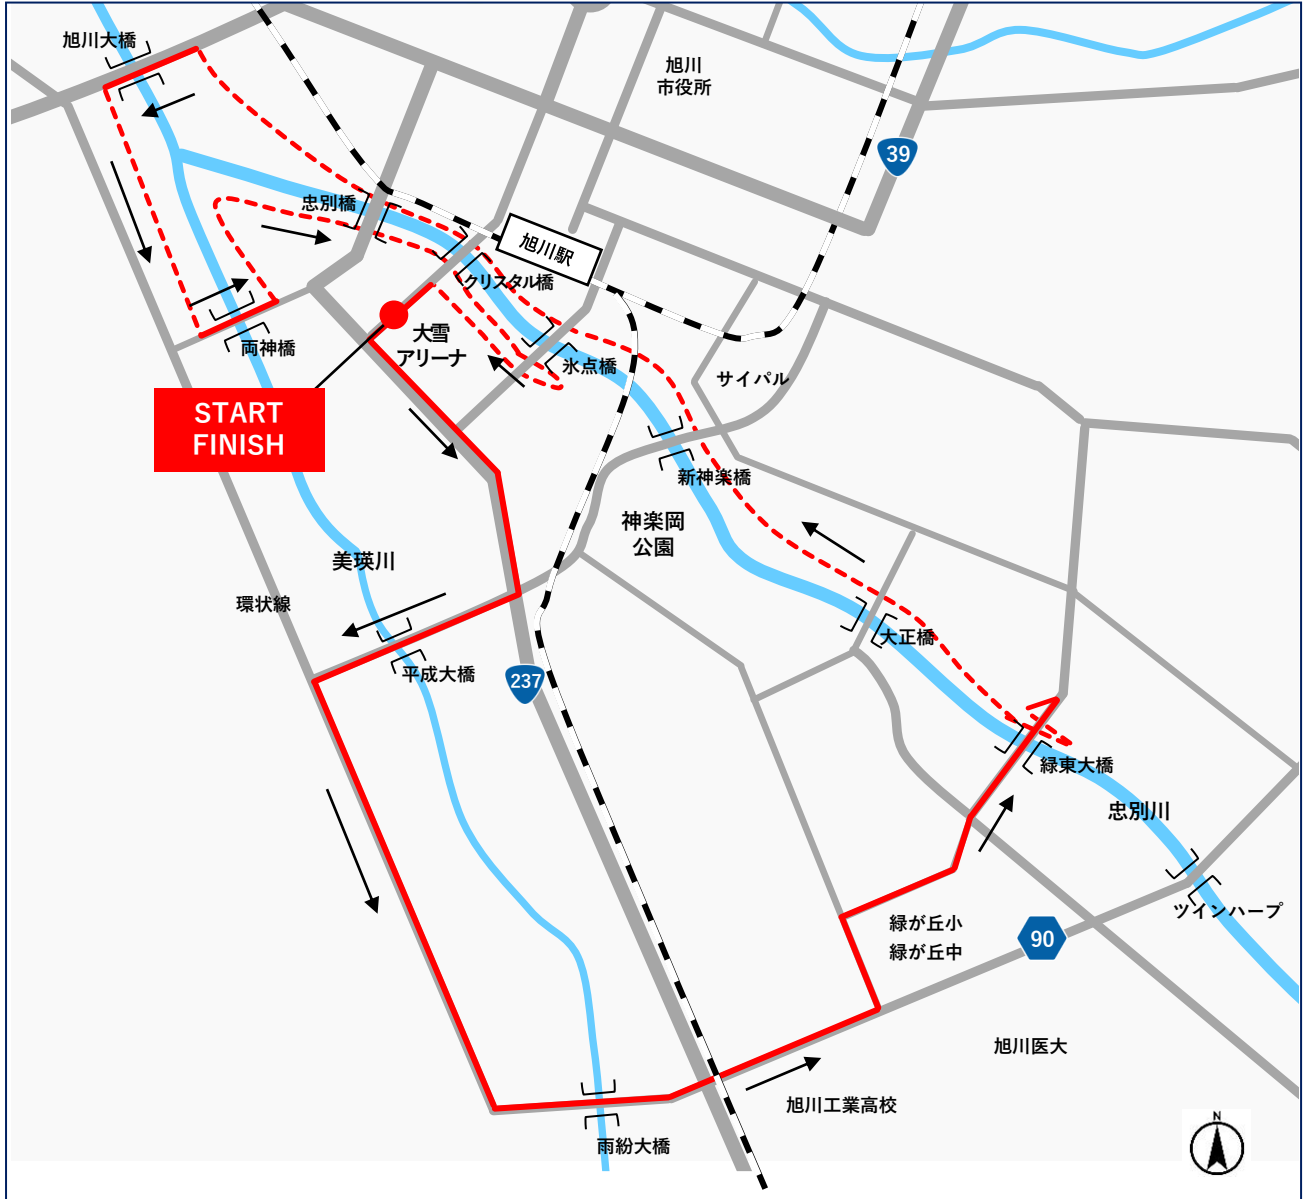 旭川大橋
旭川
市役所
39
忠別橋
旭川駅
クリスタル橋
大雪
アリーナ
両神橋
氷点橋
サイパル
START
FINISH
新神楽橋
神楽岡
公園
美瑛川
環状線
大正橋
平成大橋
237
緑東大橋
忠別川
ツインハープ
緑が丘小
緑が丘中
90
旭川医大
旭川工業高校
雨紛大橋
N